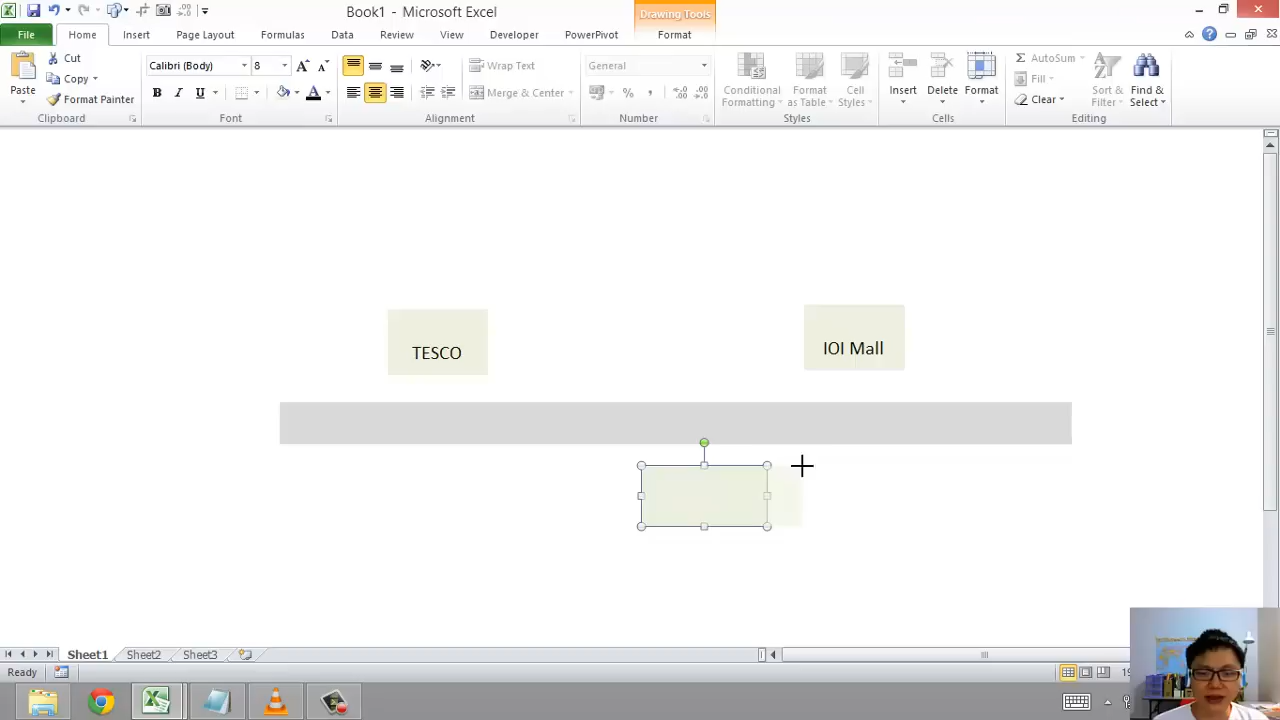 Book1 - Microsoft Excel
Drawing Tools
File Home Insert Page Layout Formulas Data Review View Developer PowerPivot Format
Paste
Cut
Copy
Format Painter
Clipboard
Calibri (Body) 8
B I U
Font
Wrap Text
Merge & Center
Alignment
General
Number
Conditional Formatting
Format as Table
Cell Styles
Styles
Insert
Delete
Format
Cells
AutoSum
Fill
Clear
Sort & Filter
Find & Select
Editing
TESCO
IOI Mall
Sheet1 Sheet2 Sheet3
Ready